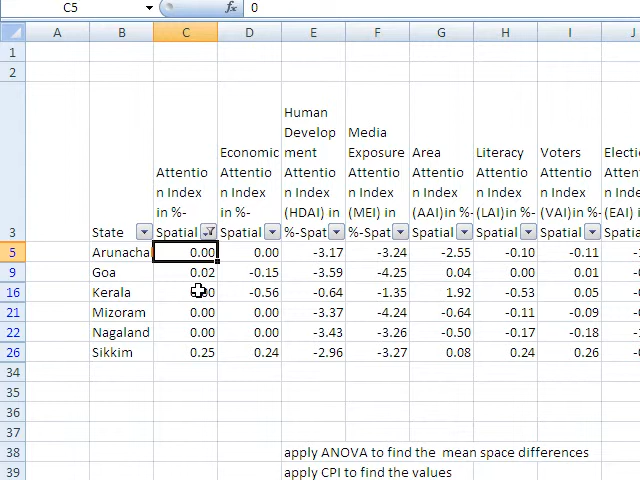 C5 fx 0
A B C D E F G H I J
1
2
Human
Develop Media
Economic ment Exposure Area Literacy Voters Electi
Attentio Attentio Attentio Attentio Attentio Attentio Attentio Attent
n Index n Index n Index n Index n Index n Index n Index n Inde
in %- in %- (HDAI) in (MEI) in (AAI)in %- (LAI)in %- (VAI)in %- (EAI) i
3 State Spatial Spatial %-Spat %-Spat Spatial Spatial Spatial Spatia
5 Arunachal 0.00 0.00 -3.17 -3.24 -2.55 -0.10 -0.11
9 Goa 0.02 -0.15 -3.59 -4.25 0.04 0.00 0.01
16 Kerala -0.56 -0.64 -1.35 1.92 -0.53 0.05
21 Mizoram 0.00 0.00 -3.37 -4.24 -0.64 -0.11 -0.09
22 Nagaland 0.00 0.00 -3.43 -3.26 -0.50 -0.17 -0.18
26 Sikkim 0.25 0.24 -2.96 -3.27 0.08 0.24 0.26
34
35
36
37
38 apply ANOVA to find the mean space differences
39 apply CPI to find the values